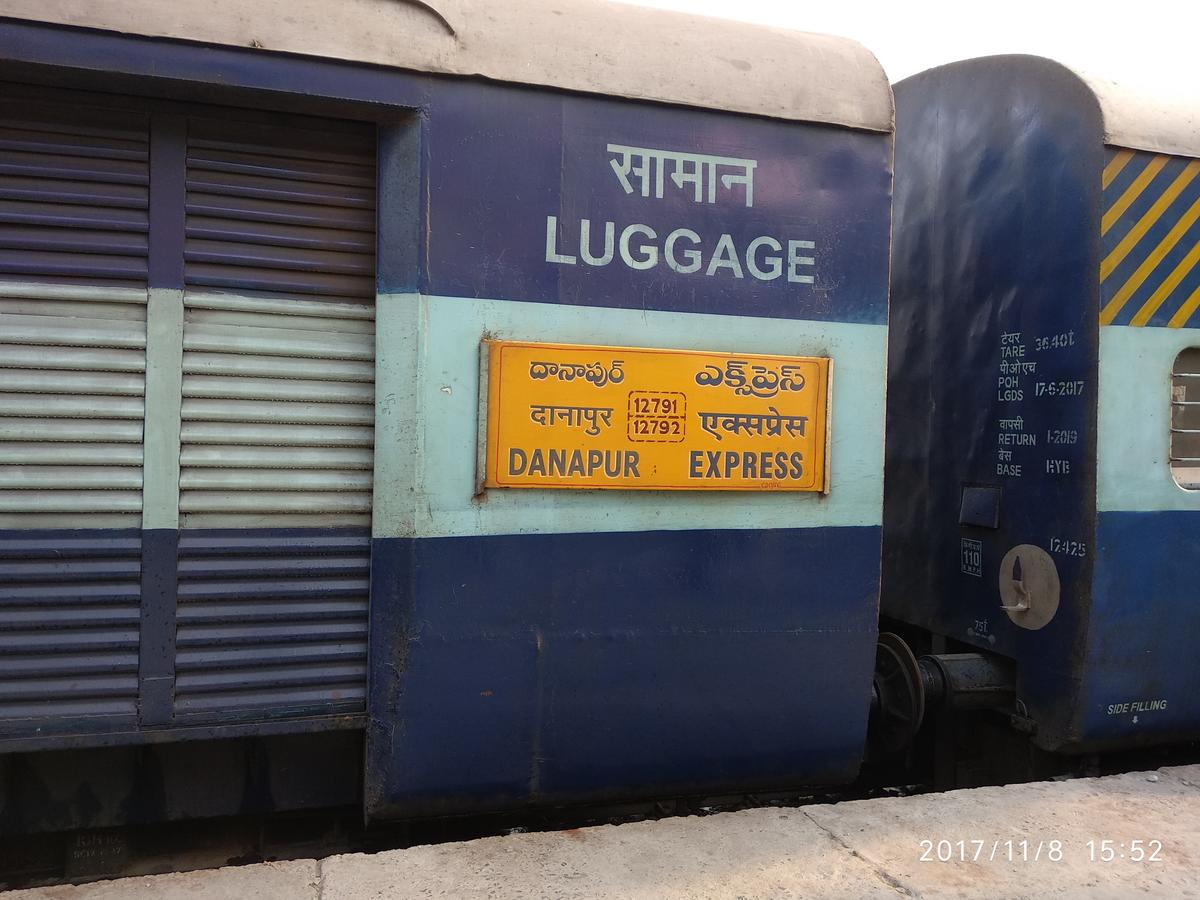 सामान
LUGGAGE
దానాపుర్ ఎక్స్‌ప్రెస్
12791
12792
दानापुर एक्सप्रेस
DANAPUR EXPRESS
टेयर
TARE 36.40t
पीओएच
POH
LGDS 17-6-2017
वापसी
RETURN 1-2019
बेस
BASE HYB
110
12425
75t
SIDE FILLING
2017/11/8 15:52